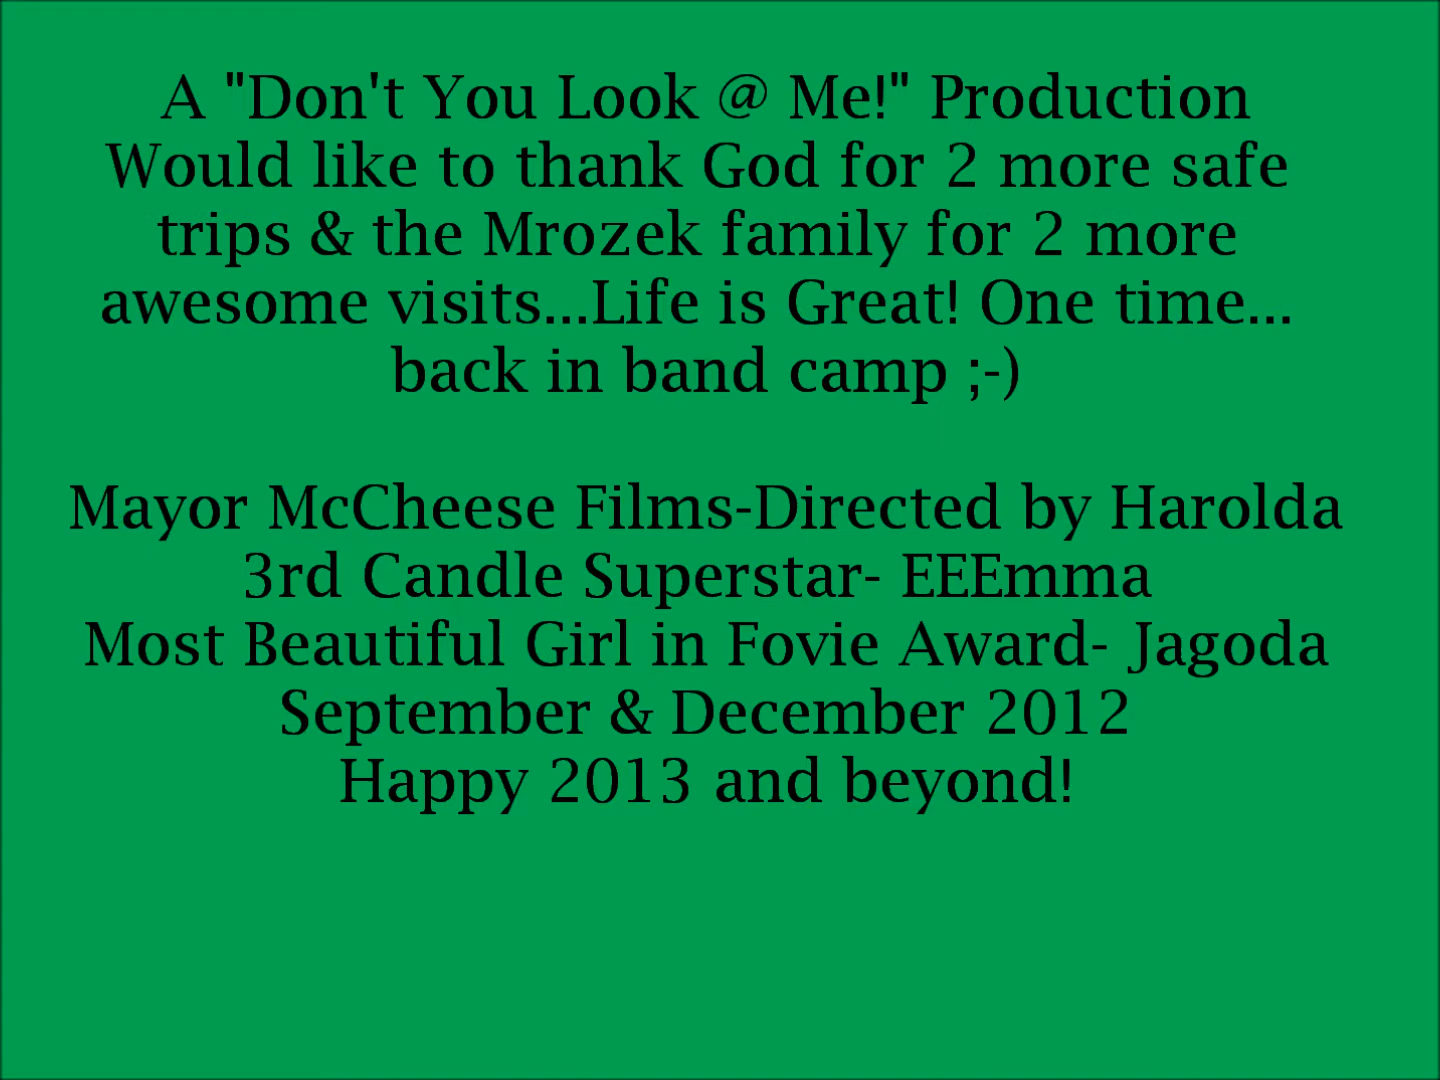 A "Don't You Look @ Me!" Production
Would like to thank God for 2 more safe
trips & the Mrozek family for 2 more
awesome visits...Life is Great! One time...
back in band camp ;-)
Mayor McCheese Films-Directed by Harolda
3rd Candle Superstar- EEEmma
Most Beautiful Girl in Fovie Award- Jagoda
September & December 2012
Happy 2013 and beyond!